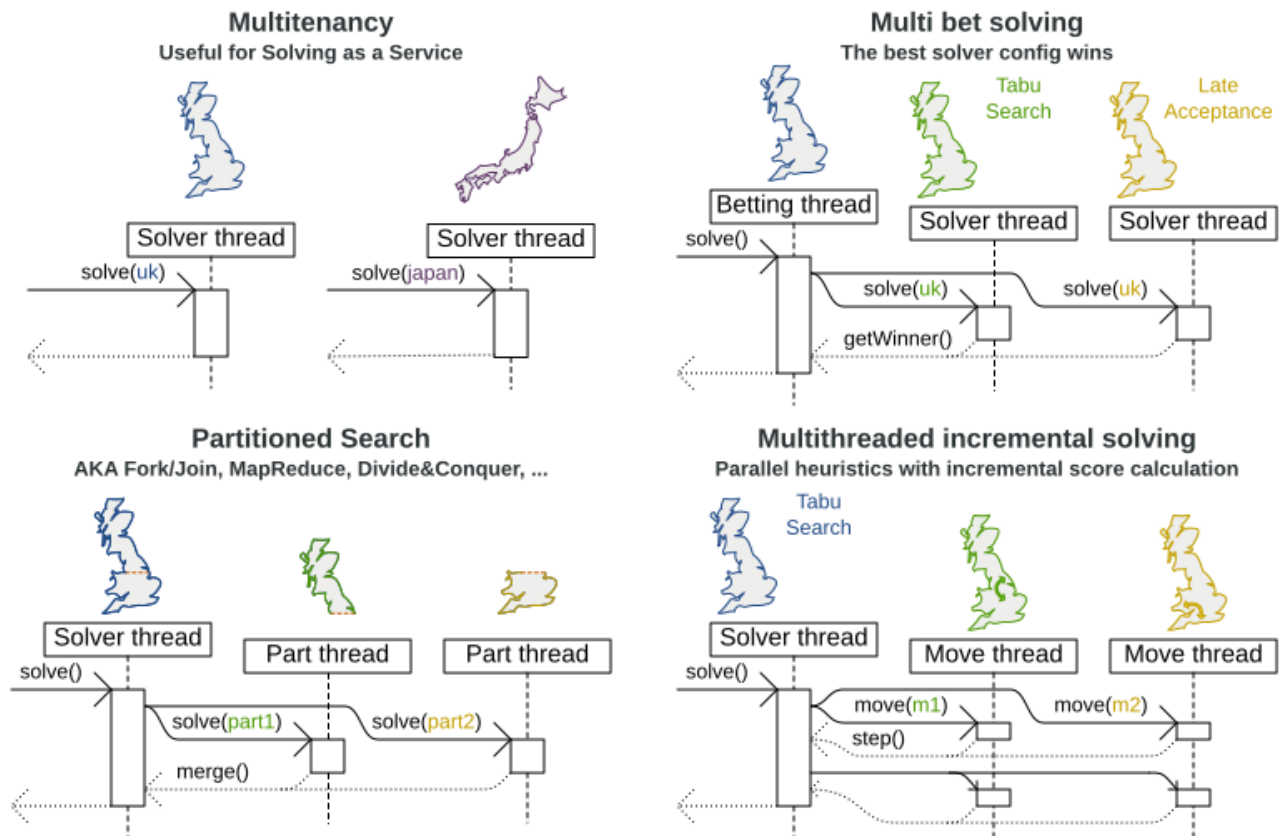 Multitenancy
Useful for Solving as a Service
Solver thread
Solver thread
solve(uk)
solve(japan)
Multi bet solving
The best solver config wins
Tabu
Search
Late
Acceptance
Betting thread
Solver thread
Solver thread
solve()
solve(uk)
solve(uk)
getWinner()
Partitioned Search
AKA Fork/Join, MapReduce, Divide&Conquer, ...
Solver thread
Part thread
Part thread
solve()
solve(part1)
solve(part2)
merge()
Multithreaded incremental solving
Parallel heuristics with incremental score calculation
Tabu
Search
Solver thread
Move thread
Move thread
solve()
move(m1)
move(m2)
step()